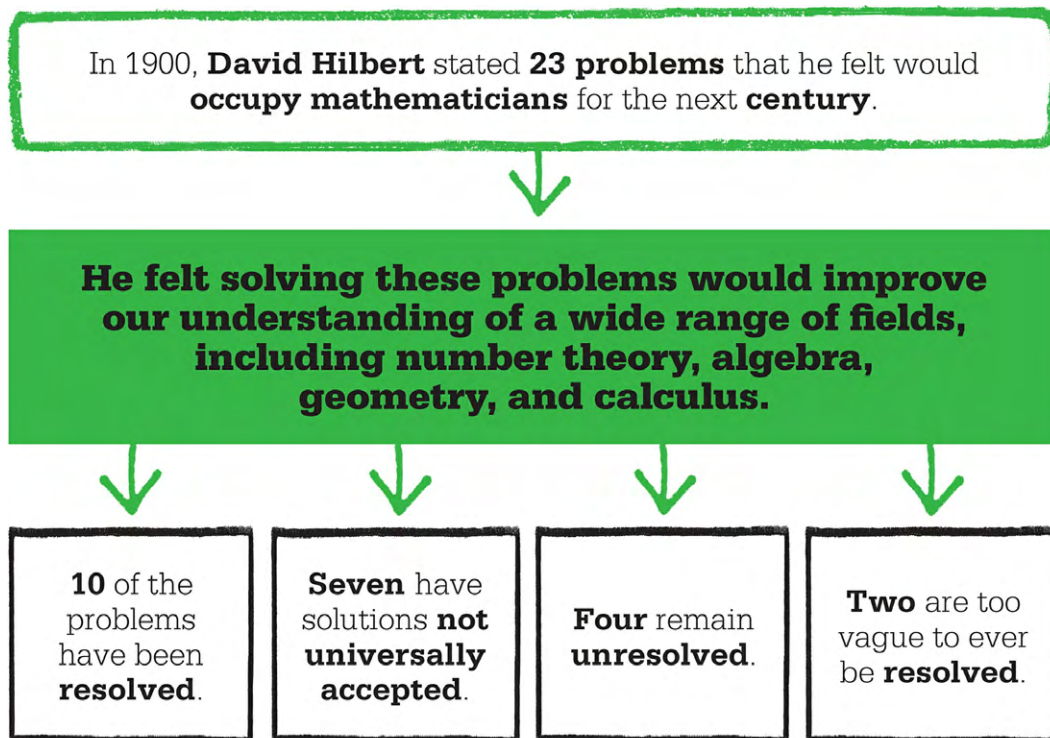 In 1900, David Hilbert stated 23 problems that he felt would
occupy mathematicians for the next century.
He felt solving these problems would improve
our understanding of a wide range of fields,
including number theory, algebra,
geometry, and calculus.
10 of the
problems
have been
resolved.
Seven have
solutions not
universally
accepted.
Four remain
unresolved.
Two are too
vague to ever
be resolved.